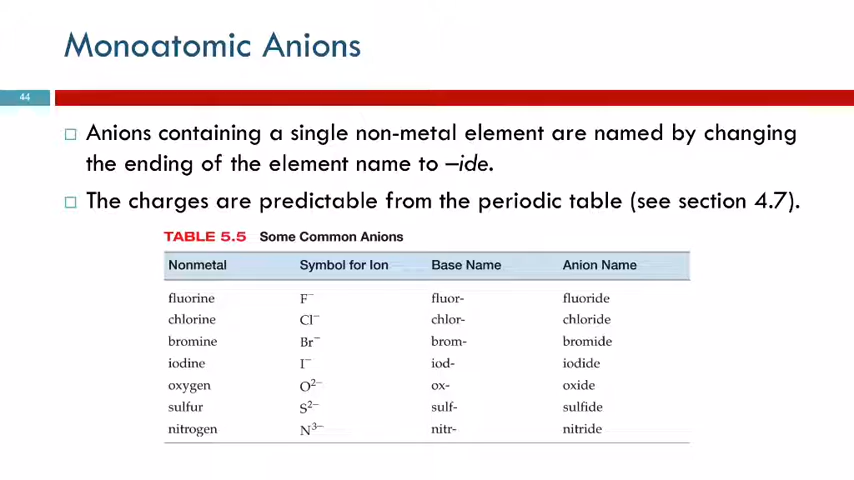 Monoatomic Anions
44
Anions containing a single non-metal element are named by changing
the ending of the element name to –ide.
The charges are predictable from the periodic table (see section 4.7).
TABLE 5.5 Some Common Anions
Nonmetal Symbol for Ion Base Name Anion Name
fluorine F⁻ fluor- fluoride
chlorine Cl⁻ chlor- chloride
bromine Br⁻ brom- bromide
iodine I⁻ iod- iodide
oxygen O²⁻ ox- oxide
sulfur S²⁻ sulf- sulfide
nitrogen N³⁻ nitr- nitride